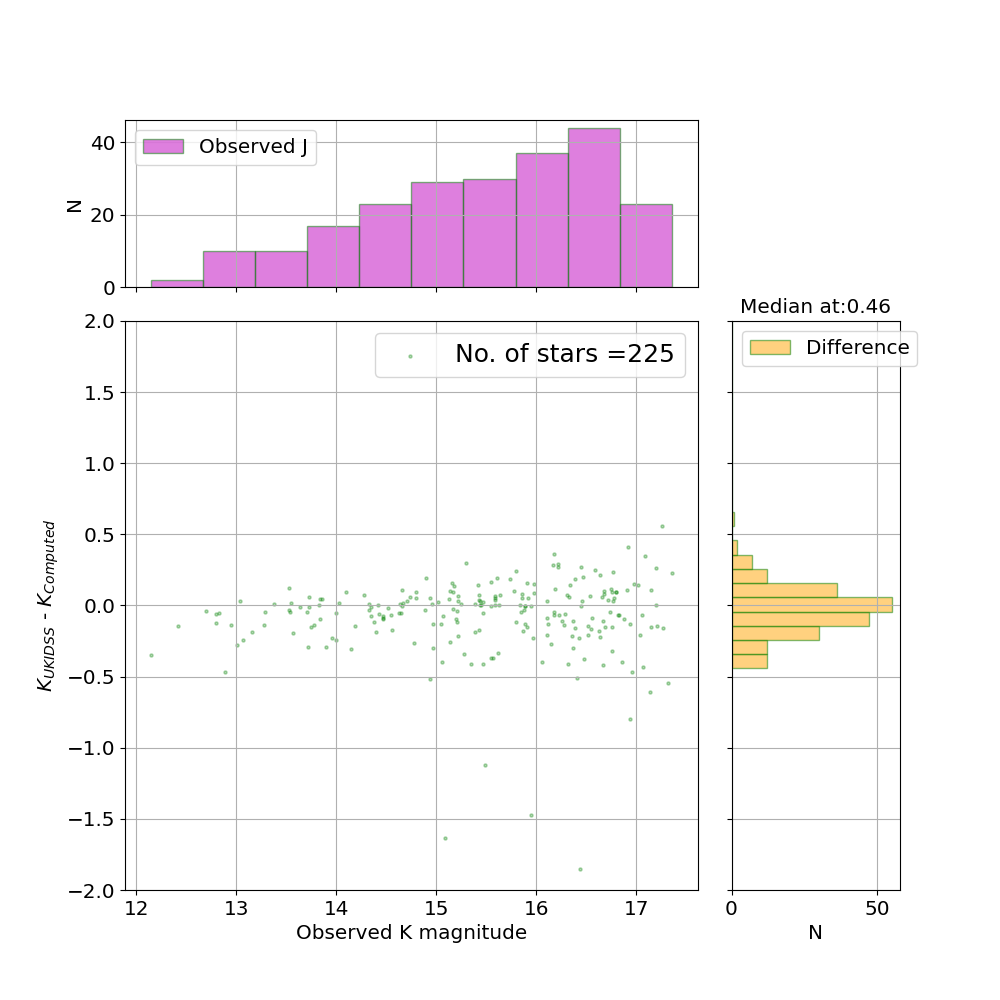 40
20
0
N
Observed J
Median at:0.46
2.0
1.5
1.0
0.5
0.0
−0.5
−1.0
−1.5
−2.0
K_UKIDSS - K_Computed
No. of stars =225
Difference
12 13 14 15 16 17
Observed K magnitude
0 50
N